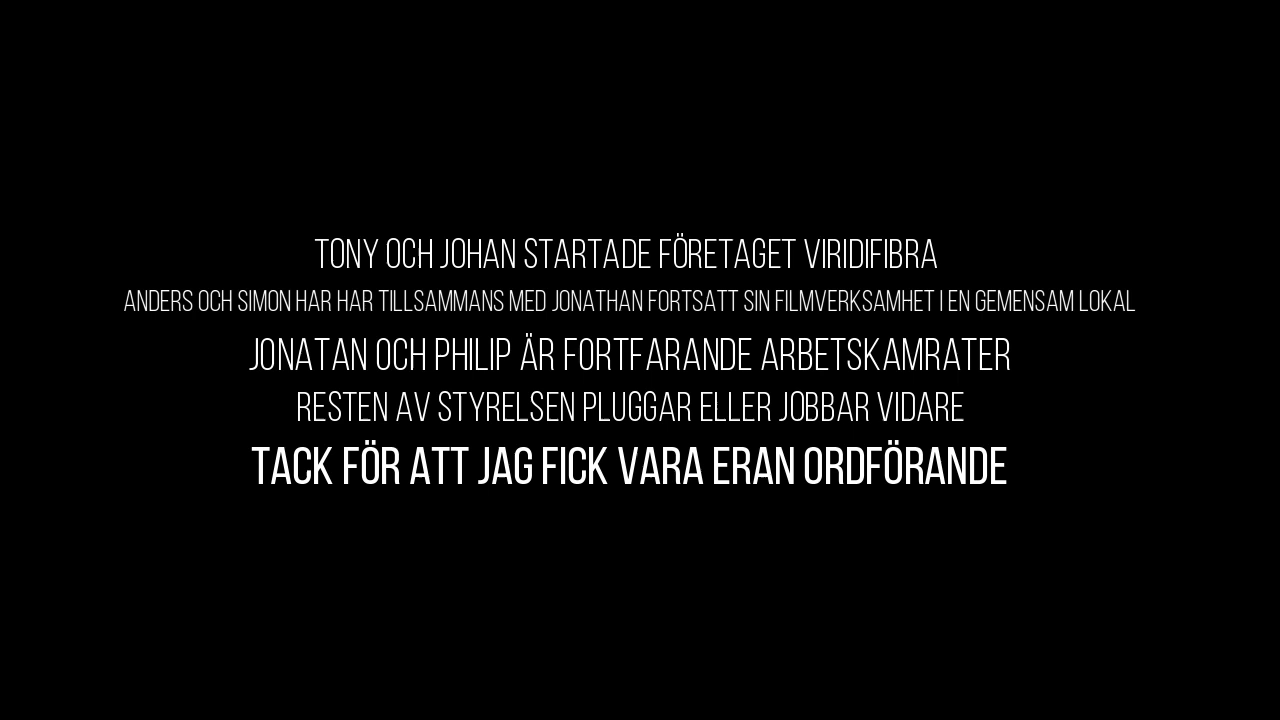 TONY OCH JOHAN STARTADE FÖRETAGET VIRIDIFIBRA
ANDERS OCH SIMON HAR HAR TILLSAMMANS MED JONATHAN FORTSATT SIN FILMVERKSAMHET I EN GEMENSAM LOKAL
JONATAN OCH PHILIP ÄR FORTFARANDE ARBETSKAMRATER
RESTEN AV STYRELSEN PLUGGAR ELLER JOBBAR VIDARE
TACK FÖR ATT JAG FICK VARA ERAN ORDFÖRANDE